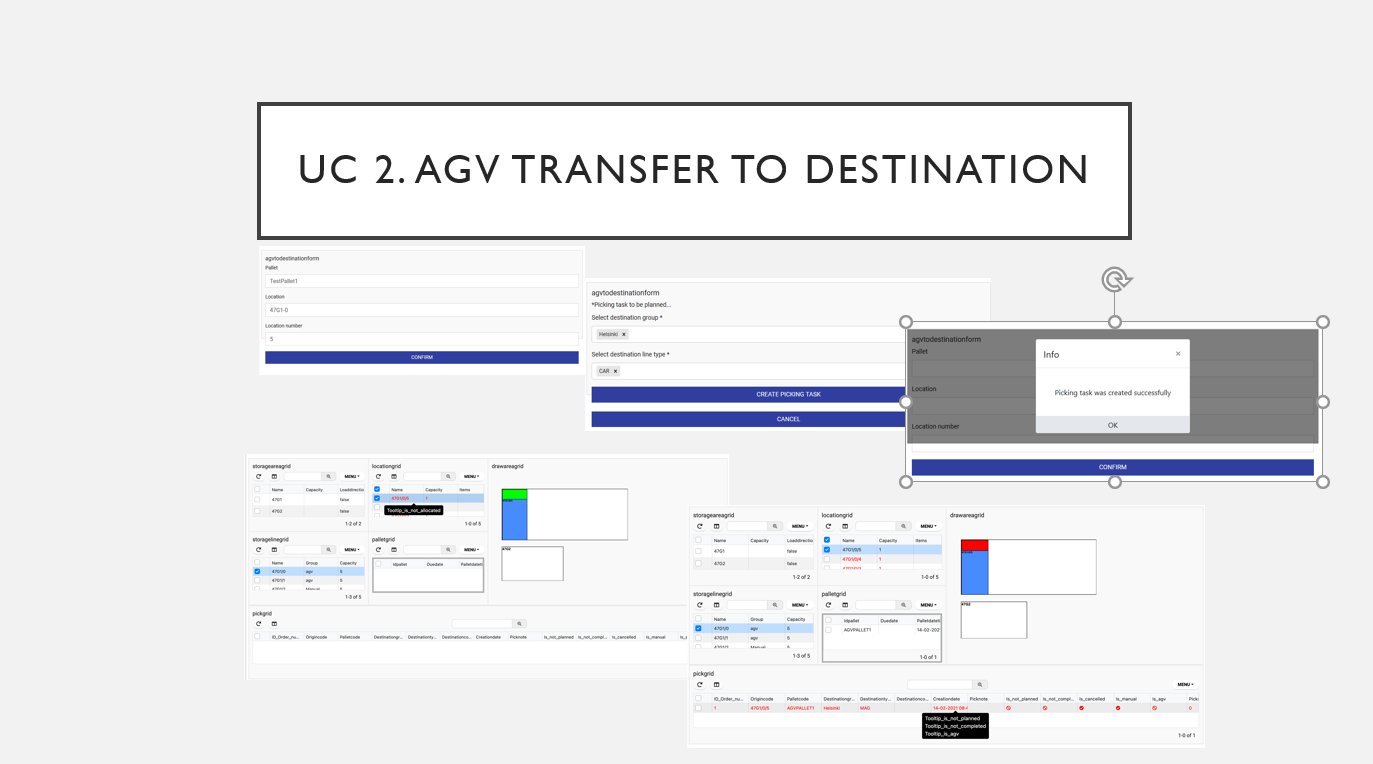 UC 2. AGV TRANSFER TO DESTINATION
agvtodestinationform
Pallet
TestPallet1
Location
47G1-0
Location number
5
CONFIRM
agvtodestinationform
*Picking task to be planned...
Select destination group *
Helsinki ×
Select destination line type *
CAR ×
CREATE PICKING TASK
CANCEL
agvtodestinationform
Pallet
Location
Location number
CONFIRM
Info ×
Picking task was created successfully
OK
storageareagrid
MENU
Name Capacity Loaddirectio
47G1 false
47G2 false
1-2 of 2
locationgrid
MENU
Name Capacity Items
47G1/0/5 1
Tooltip_is_not_allocated
1-0 of 5
drawareagrid
47G2
storagelinegrid
MENU
Name Group Capacity
47G1/0 agv 5
47G1/1 agv 5
1-3 of 5
palletgrid
MENU
Idpallet Duedate Palletdateti
pickgrid
ID_Order_nu... Origincode Palletcode Destinationgr... Destinationty... Destinationco... Creationdate Picknote Is_not_planned Is_not_compl... Is_cancelled Is_manual Is_a
storageareagrid
MENU
Name Capacity Loaddirectio
47G1 false
47G2 false
1-2 of 2
locationgrid
MENU
Name Capacity Items
47G1/0/5 1
47G1/0/4 1
1-0 of 5
drawareagrid
47G2
storagelinegrid
MENU
Name Group Capacity
47G1/0 agv 5
47G1/1 agv 5
47G1/2 Manual 5
1-3 of 5
palletgrid
MENU
Idpallet Duedate Palletdateti
AGVPALLET1 14-02-202
1-0 of 1
pickgrid
MENU
ID_Order_nu... Origincode Palletcode Destinationgr... Destinationty... Destinationco... Creationdate Picknote Is_not_planned Is_not_compl... Is_cancelled Is_manual Is_agv Pick
1 47G1/0/5 AGVPALLET1 Helsinki MAD 14-02-2021 08:4 0
Tooltip_is_not_planned
Tooltip_is_not_completed
Tooltip_is_agv
1-0 of 1